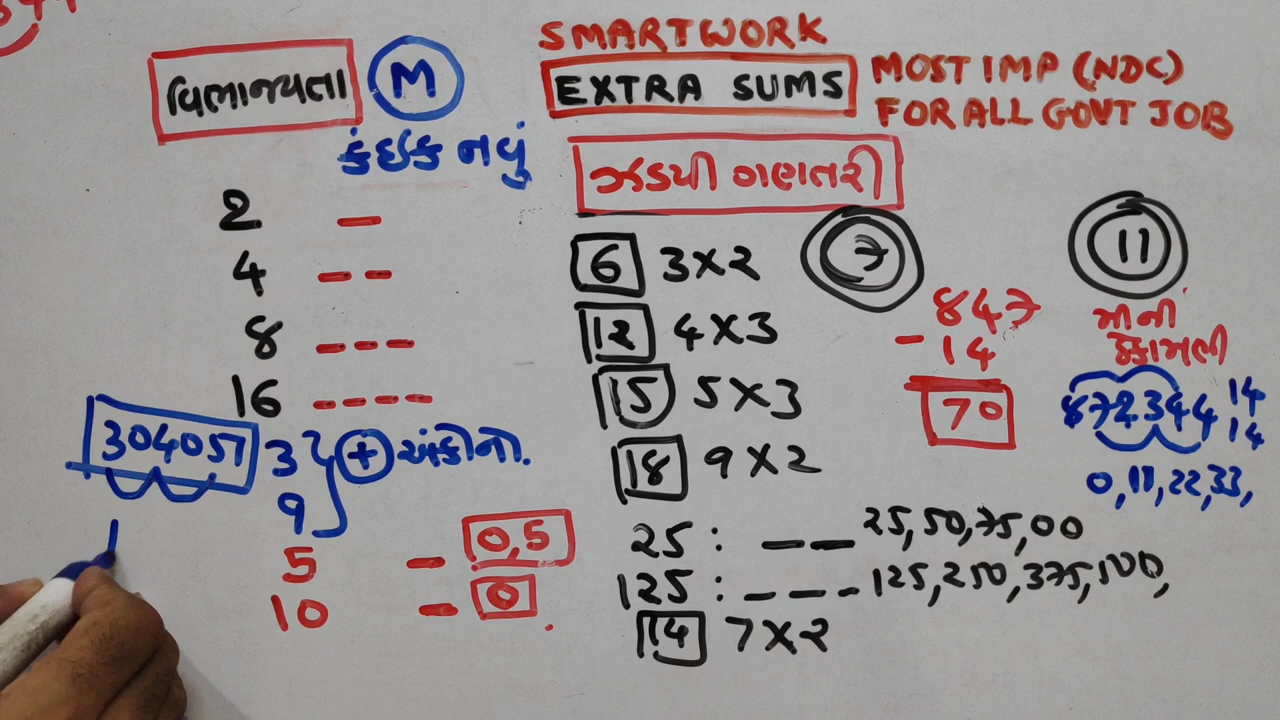 SMARTWORK
વિભાજ્યતા M
EXTRA SUMS
MOST IMP (NDC)
FOR ALL GOVT JOB
કંઇક નવું
ઝડપી ગણતરી
2 –
4 – –
8 – – –
16 – – – –
304051
3 + અંકોનો.
9
5 – 0,5
10 – 0
6 3×2
12 4×3
15 5×3
18 9×2
25 : – – 25,50,75,00
125 : – – – 125,250,375,500,
14 7×2
7
847
– 14
70
11
872344 14
14
0,11,22,33,